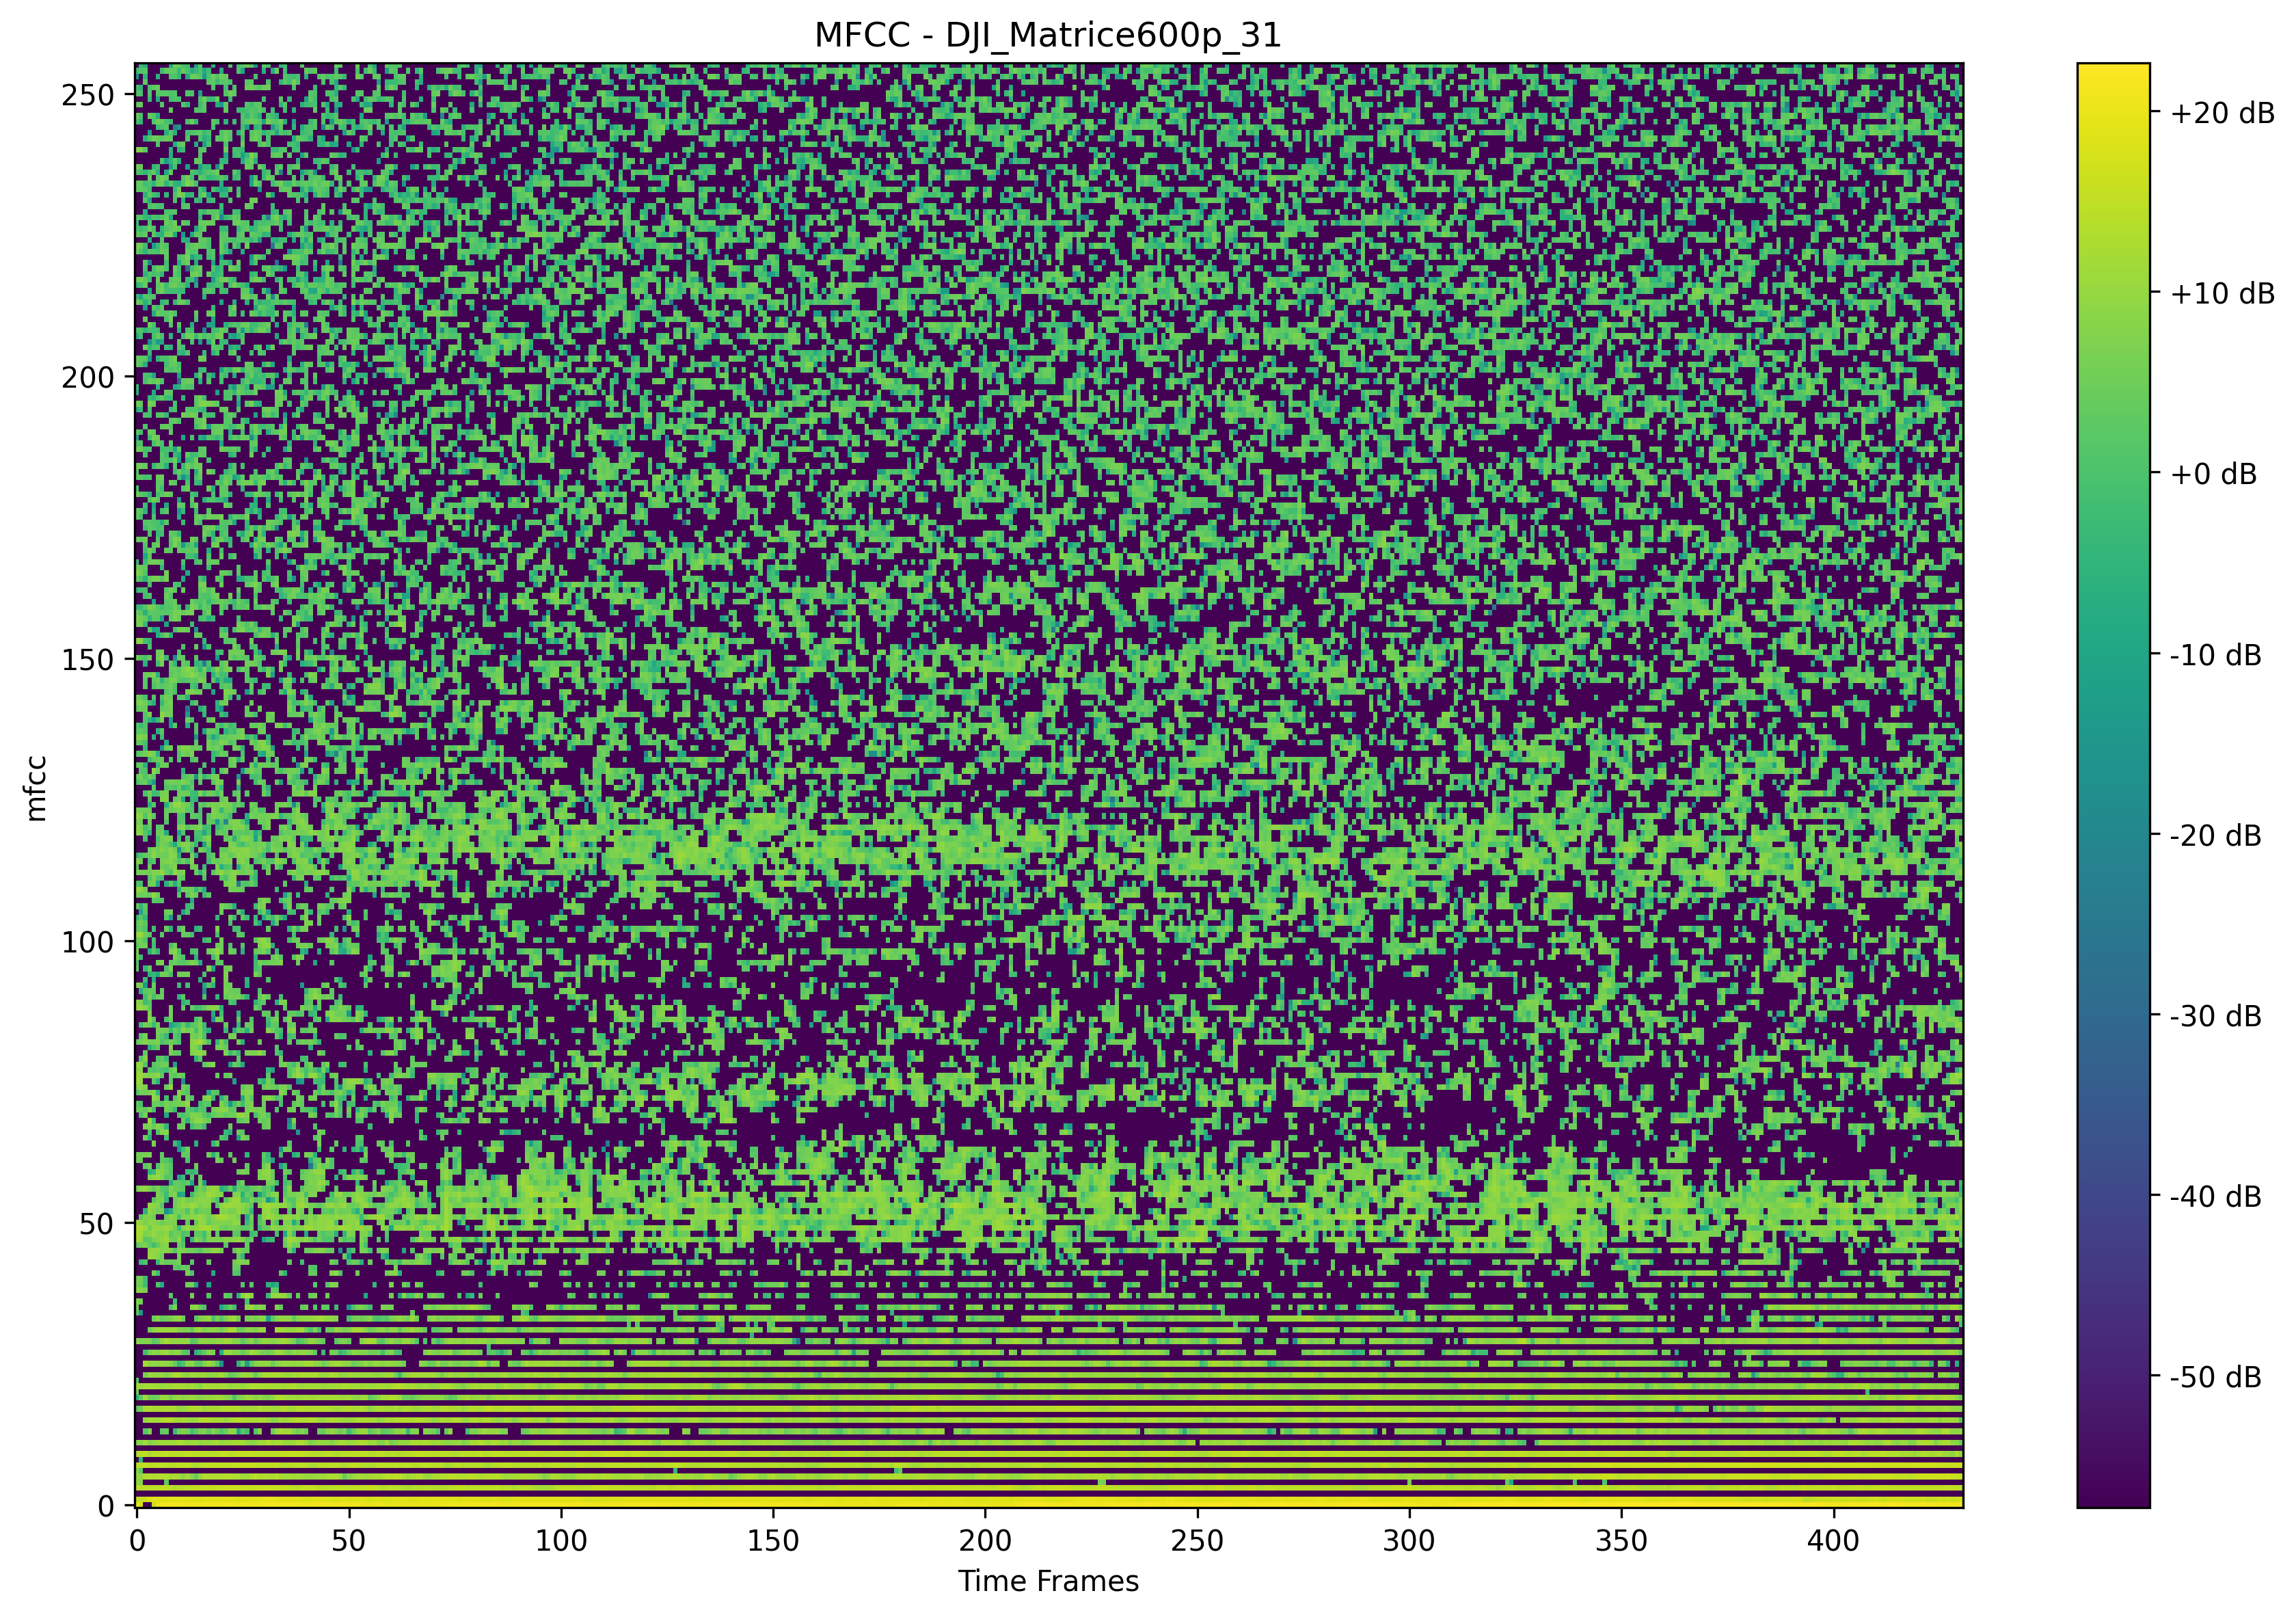 MFCC - DJI_Matrice600p_31
250
200
150
100
50
0
mfcc
0 50 100 150 200 250 300 350 400
Time Frames
+20 dB
+10 dB
+0 dB
-10 dB
-20 dB
-30 dB
-40 dB
-50 dB